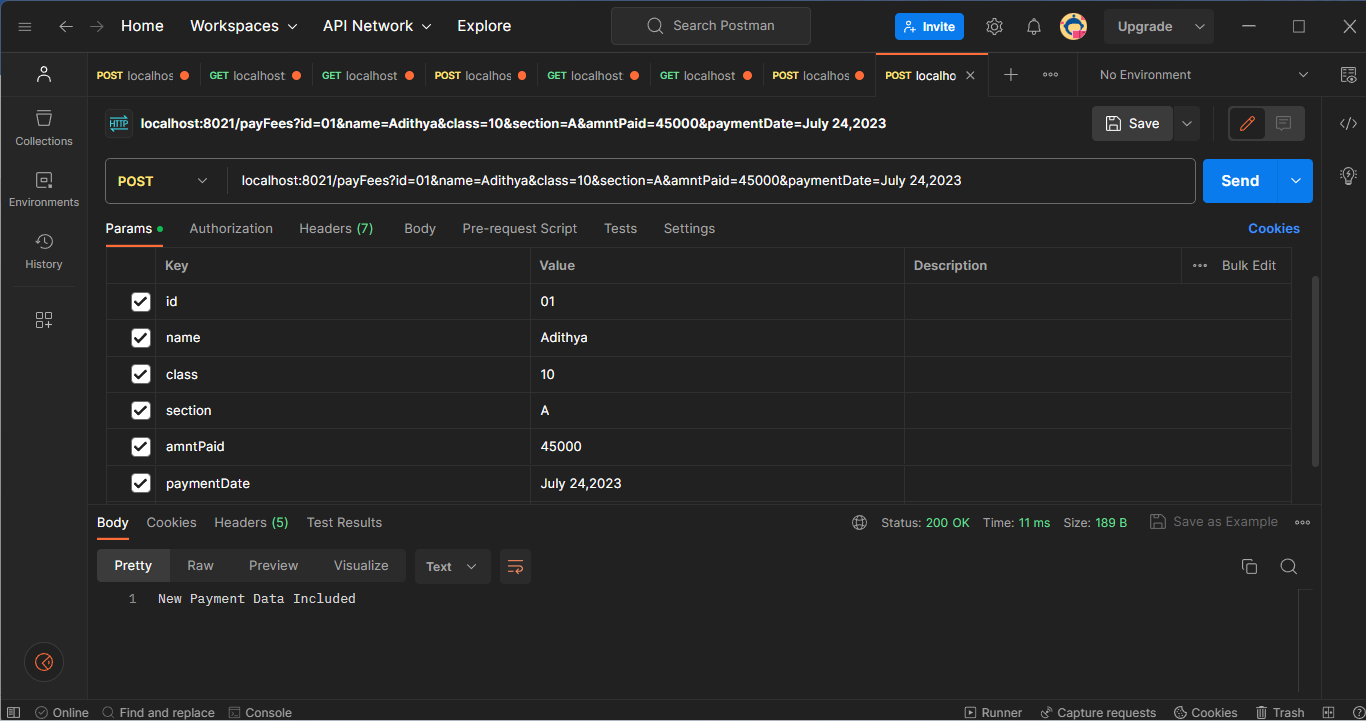 Home Workspaces API Network Explore Search Postman Invite Upgrade
POST localhos GET localhost GET localhost POST localhos GET localhost GET localhost POST localhos POST localho No Environment
HTTP localhost:8021/payFees?id=01&name=Adithya&class=10&section=A&amntPaid=45000&paymentDate=July 24,2023 Save
Collections
POST localhost:8021/payFees?id=01&name=Adithya&class=10&section=A&amntPaid=45000&paymentDate=July 24,2023 Send
Environments
Params Authorization Headers (7) Body Pre-request Script Tests Settings Cookies
History
Key Value Description Bulk Edit
id 01
name Adithya
class 10
section A
amntPaid 45000
paymentDate July 24,2023
Body Cookies Headers (5) Test Results Status: 200 OK Time: 11 ms Size: 189 B Save as Example
Pretty Raw Preview Visualize Text
1 New Payment Data Included
Online Find and replace Console Runner Capture requests Cookies Trash